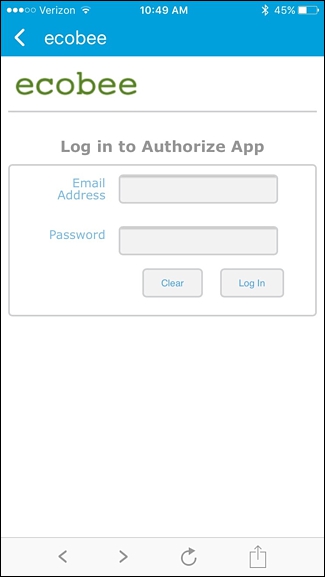 Verizon 10:49 AM 45%
ecobee
ecobee
Log in to Authorize App
Email
Address
Password
Clear Log In